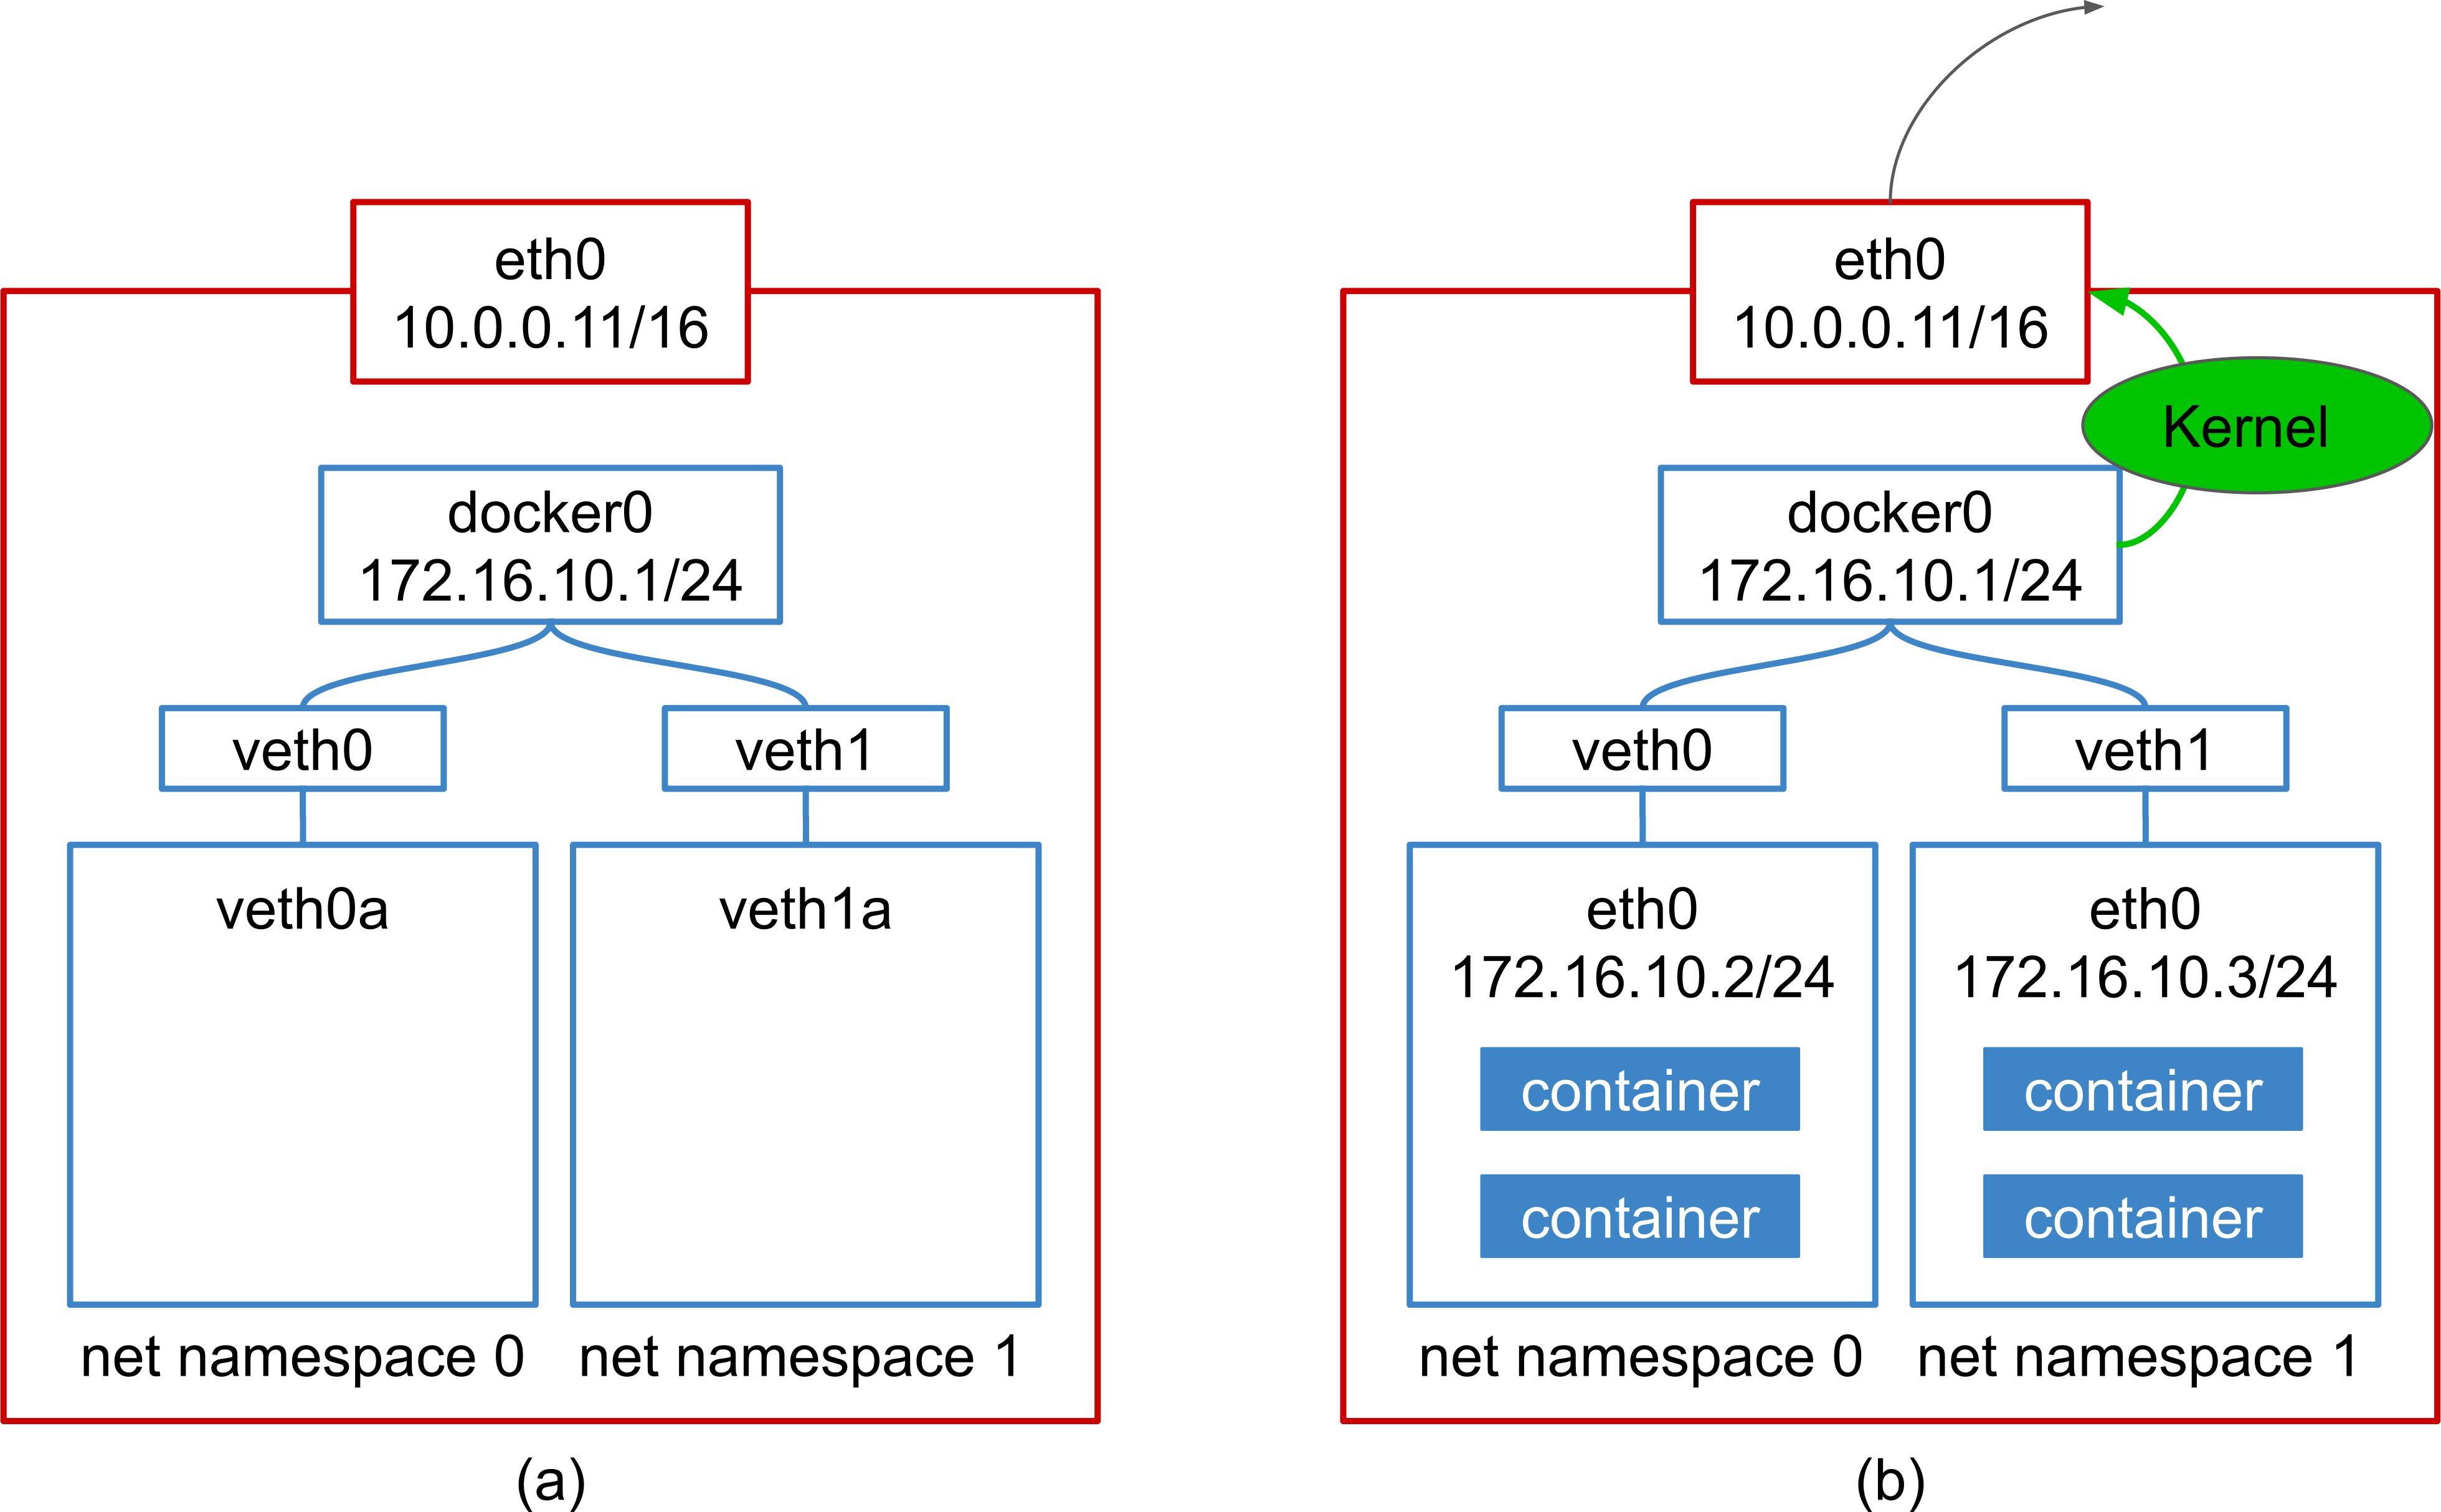 eth0
10.0.0.11/16
docker0
172.16.10.1/24
veth0
veth1
veth0a
veth1a
net namespace 0
net namespace 1
(a)
eth0
10.0.0.11/16
Kernel
docker0
172.16.10.1/24
veth0
veth1
eth0
172.16.10.2/24
container
container
eth0
172.16.10.3/24
container
container
net namespace 0
net namespace 1
(b)